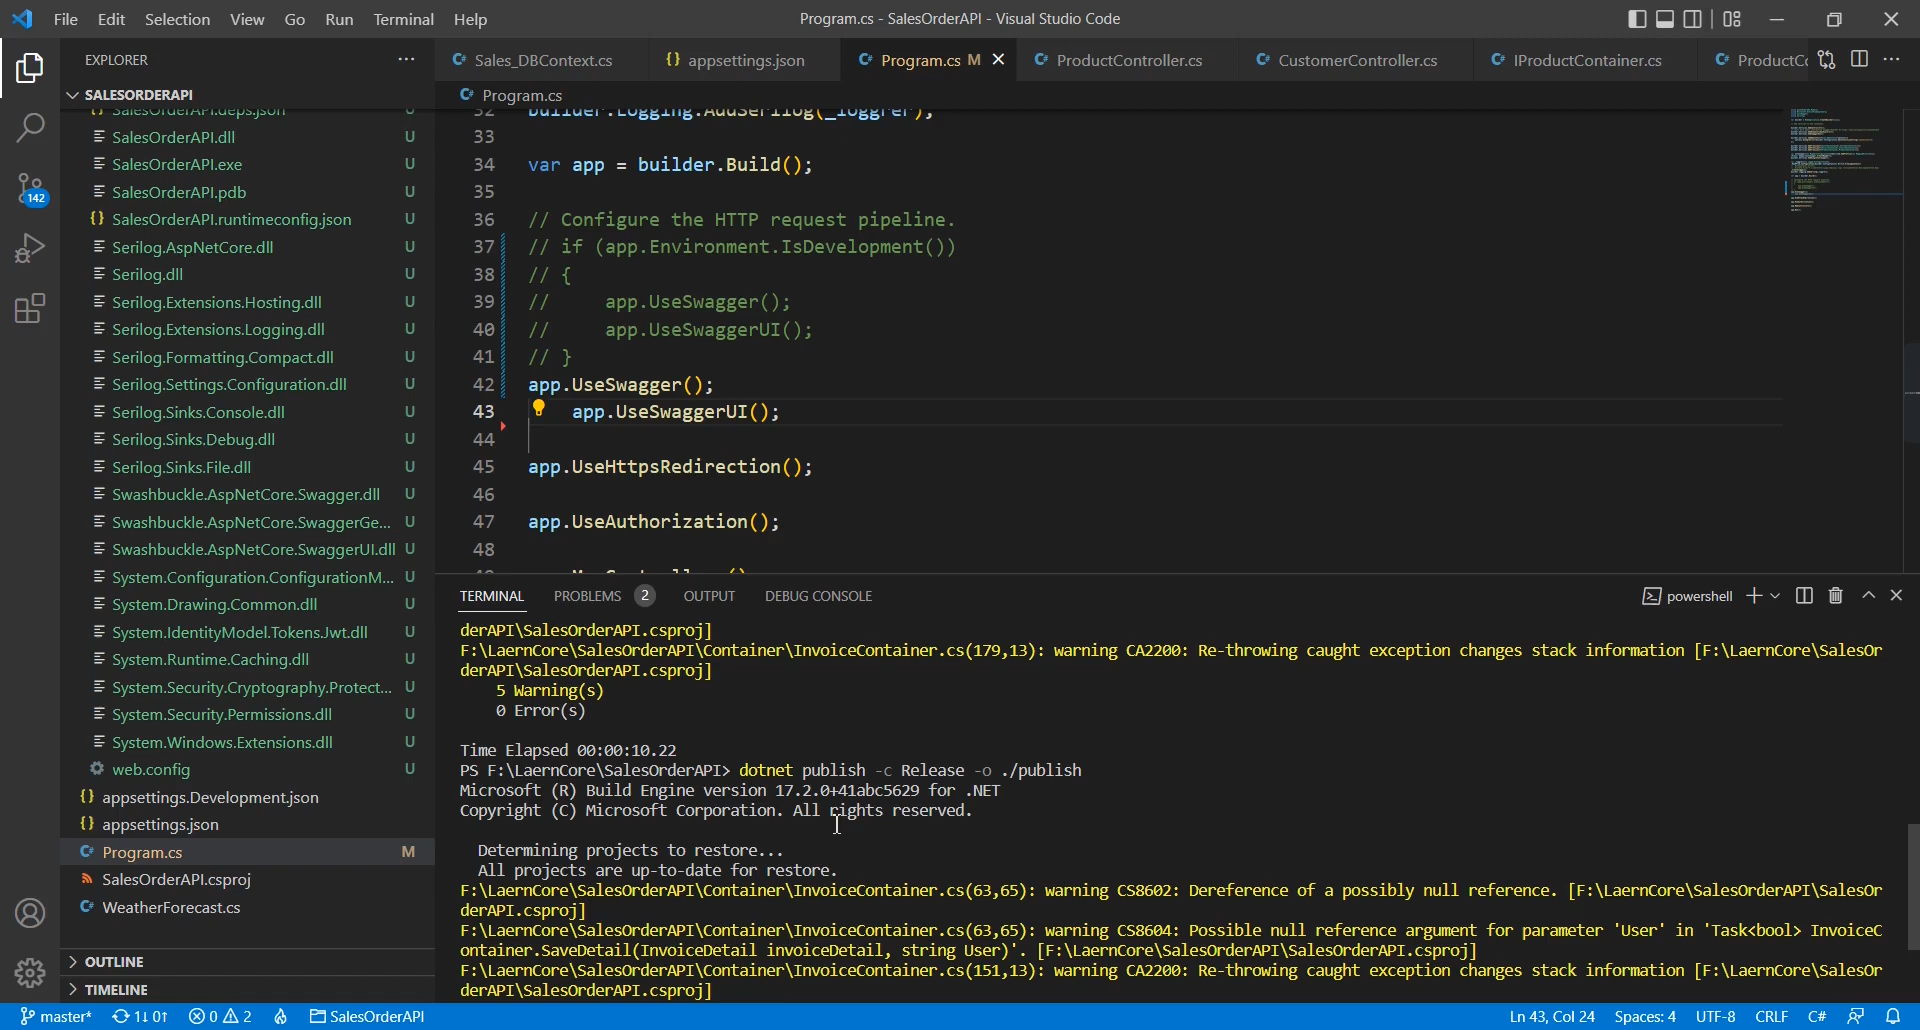 File Edit Selection View Go Run Terminal Help
Program.cs - SalesOrderAPI - Visual Studio Code
EXPLORER
SALESORDERAPI
SalesOrderAPI.deps.json U
SalesOrderAPI.dll U
SalesOrderAPI.exe U
SalesOrderAPI.pdb U
{} SalesOrderAPI.runtimeconfig.json U
Serilog.AspNetCore.dll U
Serilog.dll U
Serilog.Extensions.Hosting.dll U
Serilog.Extensions.Logging.dll U
Serilog.Formatting.Compact.dll U
Serilog.Settings.Configuration.dll U
Serilog.Sinks.Console.dll U
Serilog.Sinks.Debug.dll U
Serilog.Sinks.File.dll U
Swashbuckle.AspNetCore.Swagger.dll U
Swashbuckle.AspNetCore.SwaggerGe... U
Swashbuckle.AspNetCore.SwaggerUI.dll U
System.Configuration.ConfigurationM... U
System.Drawing.Common.dll U
System.IdentityModel.Tokens.Jwt.dll U
System.Runtime.Caching.dll U
System.Security.Cryptography.Protect... U
System.Security.Permissions.dll U
System.Windows.Extensions.dll U
web.config U
{} appsettings.Development.json
{} appsettings.json
C# Program.cs M
SalesOrderAPI.csproj
C# WeatherForecast.cs
OUTLINE
TIMELINE
142
C# Sales_DBContext.cs
{} appsettings.json
C# Program.cs M
C# ProductController.cs
C# CustomerController.cs
C# IProductContainer.cs
C# ProductCo
C# Program.cs
32 builder.Logging.AddSerilog(_loggrer);
33
34 var app = builder.Build();
35
36 // Configure the HTTP request pipeline.
37 // if (app.Environment.IsDevelopment())
38 // {
39 //     app.UseSwagger();
40 //     app.UseSwaggerUI();
41 // }
42 app.UseSwagger();
43     app.UseSwaggerUI();
44
45 app.UseHttpsRedirection();
46
47 app.UseAuthorization();
48
TERMINAL PROBLEMS 2 OUTPUT DEBUG CONSOLE
powershell
derAPI\SalesOrderAPI.csproj]
F:\LaernCore\SalesOrderAPI\Container\InvoiceContainer.cs(179,13): warning CA2200: Re-throwing caught exception changes stack information [F:\LaernCore\SalesOr
derAPI\SalesOrderAPI.csproj]
5 Warning(s)
0 Error(s)
Time Elapsed 00:00:10.22
PS F:\LaernCore\SalesOrderAPI> dotnet publish -c Release -o ./publish
Microsoft (R) Build Engine version 17.2.0+41abc5629 for .NET
Copyright (C) Microsoft Corporation. All rights reserved.
Determining projects to restore...
All projects are up-to-date for restore.
F:\LaernCore\SalesOrderAPI\Container\InvoiceContainer.cs(63,65): warning CS8602: Dereference of a possibly null reference. [F:\LaernCore\SalesOrderAPI\SalesOr
derAPI.csproj]
F:\LaernCore\SalesOrderAPI\Container\InvoiceContainer.cs(63,65): warning CS8604: Possible null reference argument for parameter 'User' in 'Task<bool> InvoiceC
ontainer.SaveDetail(InvoiceDetail invoiceDetail, string User)'. [F:\LaernCore\SalesOrderAPI\SalesOrderAPI.csproj]
F:\LaernCore\SalesOrderAPI\Container\InvoiceContainer.cs(151,13): warning CA2200: Re-throwing caught exception changes stack information [F:\LaernCore\SalesOr
derAPI\SalesOrderAPI.csproj]
master* 1↓ 0↑ 0 2 SalesOrderAPI
Ln 43, Col 24 Spaces: 4 UTF-8 CRLF C#